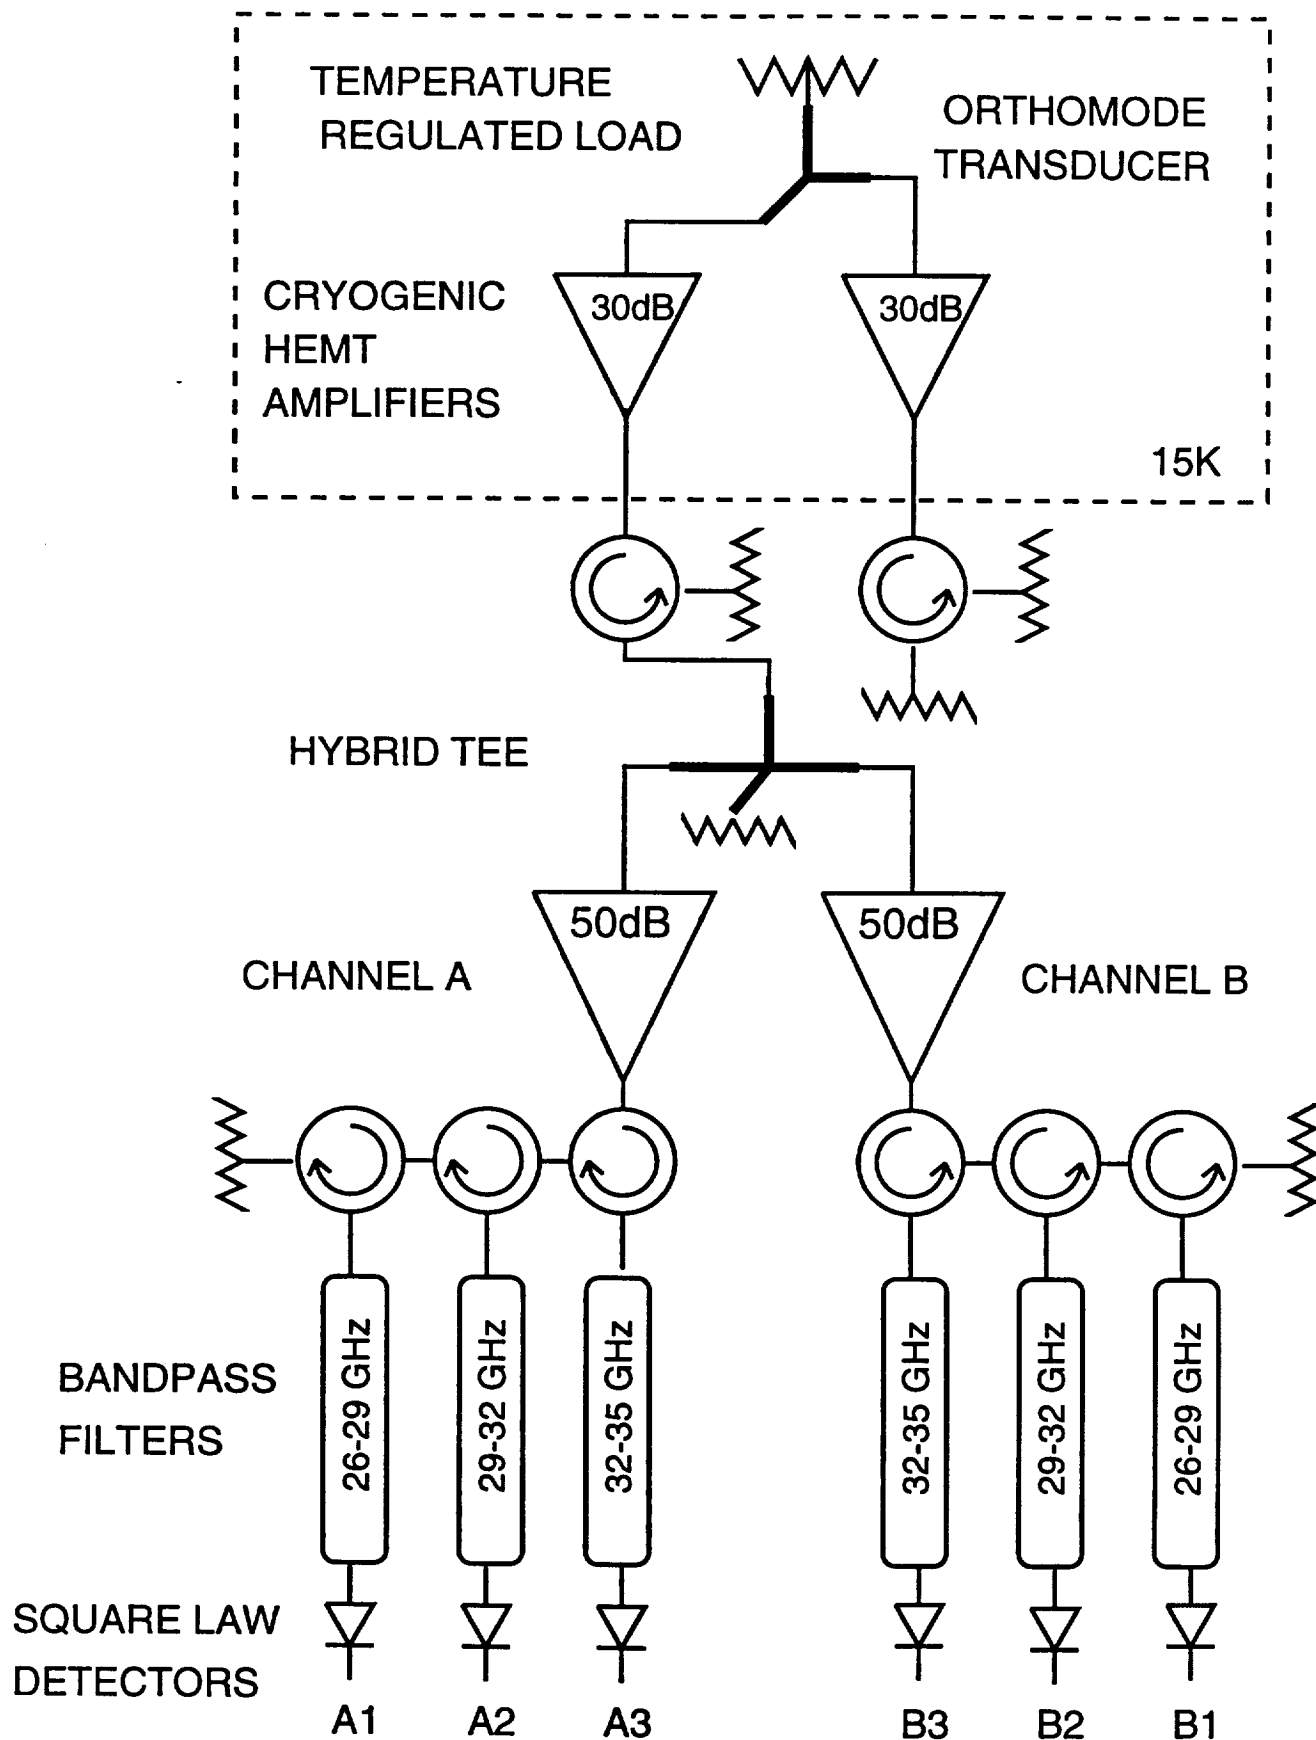 TEMPERATURE
REGULATED LOAD
ORTHOMODE
TRANSDUCER
CRYOGENIC
HEMT
AMPLIFIERS
30dB
30dB
15K
HYBRID TEE
50dB
50dB
CHANNEL A
CHANNEL B
BANDPASS
FILTERS
26-29 GHz
29-32 GHz
32-35 GHz
32-35 GHz
29-32 GHz
26-29 GHz
SQUARE LAW
DETECTORS
A1
A2
A3
B3
B2
B1